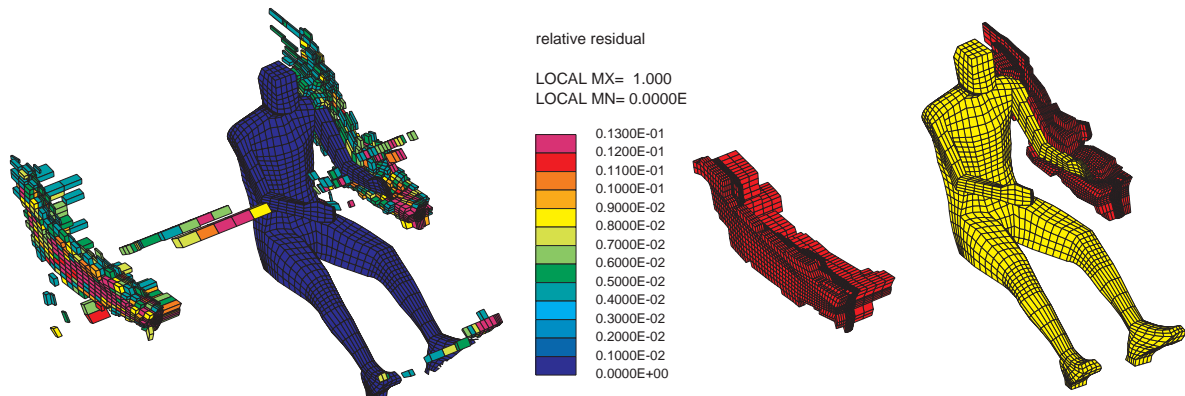 relative residual
LOCAL MX= 1.000
LOCAL MN= 0.0000E
0.1300E-01
0.1200E-01
0.1100E-01
0.1000E-01
0.9000E-02
0.8000E-02
0.7000E-02
0.6000E-02
0.5000E-02
0.4000E-02
0.3000E-02
0.2000E-02
0.1000E-02
0.0000E+00